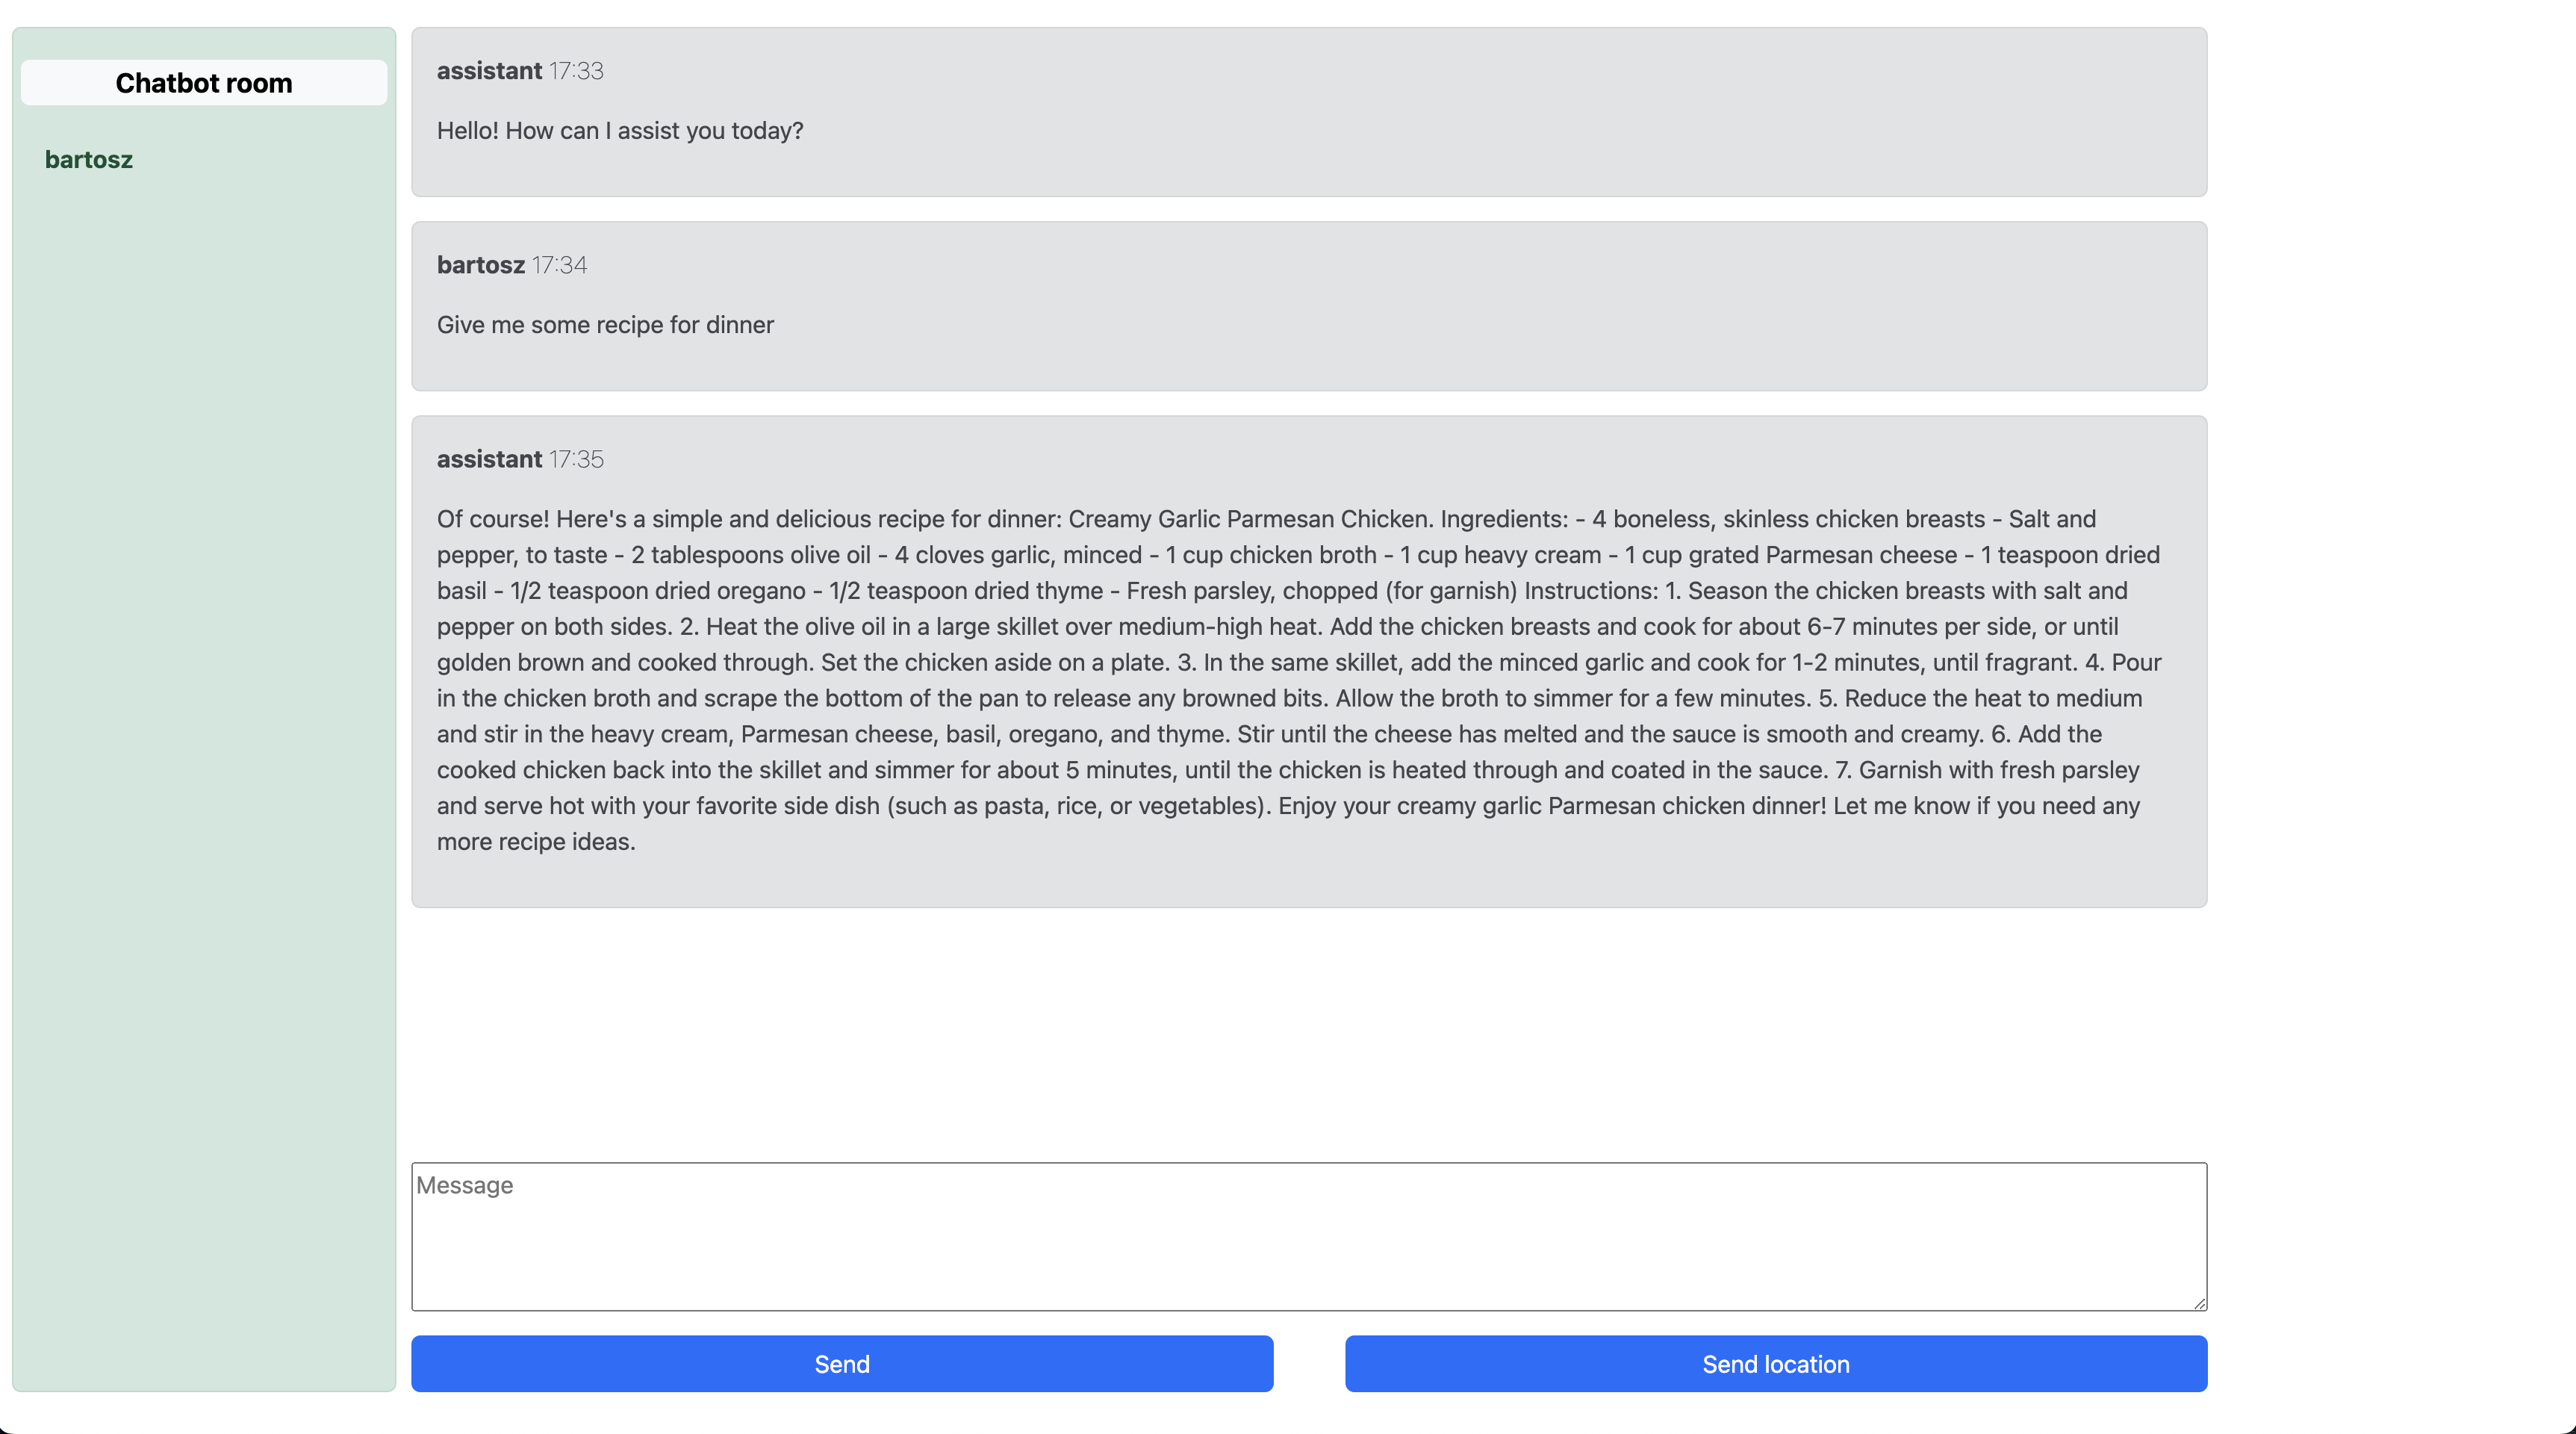 Chatbot room
bartosz
assistant 17:33
Hello! How can I assist you today?
bartosz 17:34
Give me some recipe for dinner
assistant 17:35
Of course! Here's a simple and delicious recipe for dinner: Creamy Garlic Parmesan Chicken. Ingredients: - 4 boneless, skinless chicken breasts - Salt and
pepper, to taste - 2 tablespoons olive oil - 4 cloves garlic, minced - 1 cup chicken broth - 1 cup heavy cream - 1 cup grated Parmesan cheese - 1 teaspoon dried
basil - 1/2 teaspoon dried oregano - 1/2 teaspoon dried thyme - Fresh parsley, chopped (for garnish) Instructions: 1. Season the chicken breasts with salt and
pepper on both sides. 2. Heat the olive oil in a large skillet over medium-high heat. Add the chicken breasts and cook for about 6-7 minutes per side, or until
golden brown and cooked through. Set the chicken aside on a plate. 3. In the same skillet, add the minced garlic and cook for 1-2 minutes, until fragrant. 4. Pour
in the chicken broth and scrape the bottom of the pan to release any browned bits. Allow the broth to simmer for a few minutes. 5. Reduce the heat to medium
and stir in the heavy cream, Parmesan cheese, basil, oregano, and thyme. Stir until the cheese has melted and the sauce is smooth and creamy. 6. Add the
cooked chicken back into the skillet and simmer for about 5 minutes, until the chicken is heated through and coated in the sauce. 7. Garnish with fresh parsley
and serve hot with your favorite side dish (such as pasta, rice, or vegetables). Enjoy your creamy garlic Parmesan chicken dinner! Let me know if you need any
more recipe ideas.
Message
Send
Send location